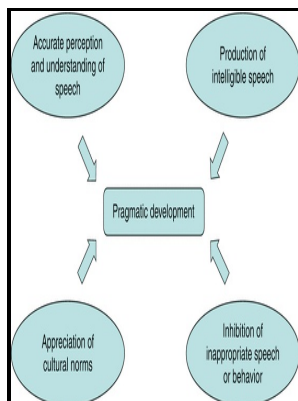 Accurate perception
and understanding of
speech
Production of
intelligible speech
Pragmatic development
Appreciation of
cultural norms
Inhibition of
inappropriate speech
or behavior